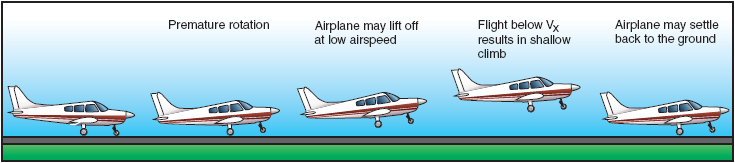 Premature rotation
Airplane may lift off
at low airspeed
Flight below VX
results in shallow
climb
Airplane may settle
back to the ground